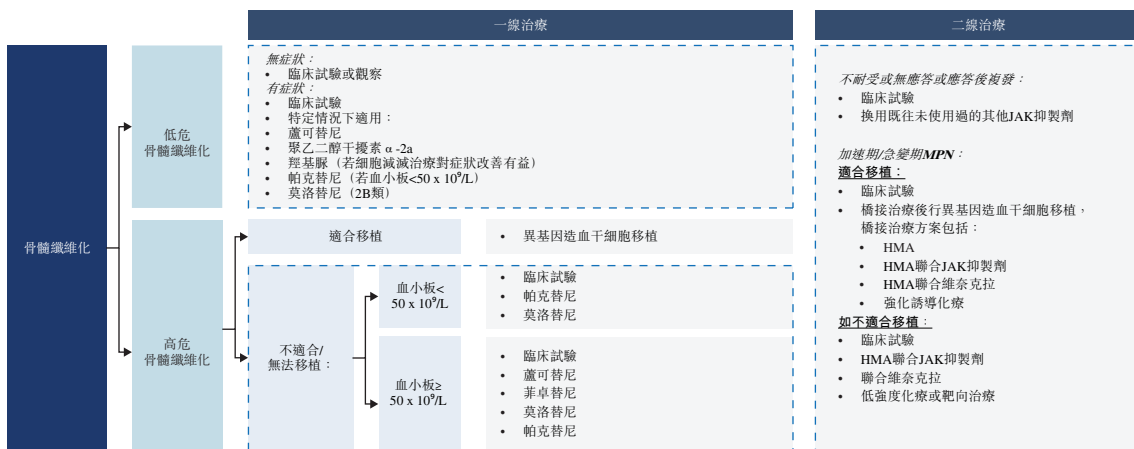 一線治療
二線治療
骨髓纖維化
低危
骨髓纖維化
無症狀：
• 臨床試驗或觀察
有症狀：
• 臨床試驗
• 特定情況下適用：
• 蘆可替尼
• 聚乙二醇干擾素 α -2a
• 羥基脲（若細胞減滅治療對症狀改善有益）
• 帕克替尼（若血小板<50 x 10⁹/L）
• 莫洛替尼（2B類）
高危
骨髓纖維化
適合移植
• 異基因造血干細胞移植
不適合/
無法移植：
血小板<
50 x 10⁹/L
• 臨床試驗
• 帕克替尼
• 莫洛替尼
血小板≥
50 x 10⁹/L
• 臨床試驗
• 蘆可替尼
• 菲卓替尼
• 莫洛替尼
• 帕克替尼
不耐受或無應答或應答後複發：
• 臨床試驗
• 換用既往未使用過的其他JAK抑製劑
加速期/急變期MPN：
適合移植：
• 臨床試驗
• 橋接治療後行異基因造血干細胞移植，
橋接治療方案包括：
• HMA
• HMA聯合JAK抑製劑
• HMA聯合維奈克拉
• 強化誘導化療
如不適合移植：
• 臨床試驗
• HMA聯合JAK抑製劑
• 聯合維奈克拉
• 低強度化療或靶向治療